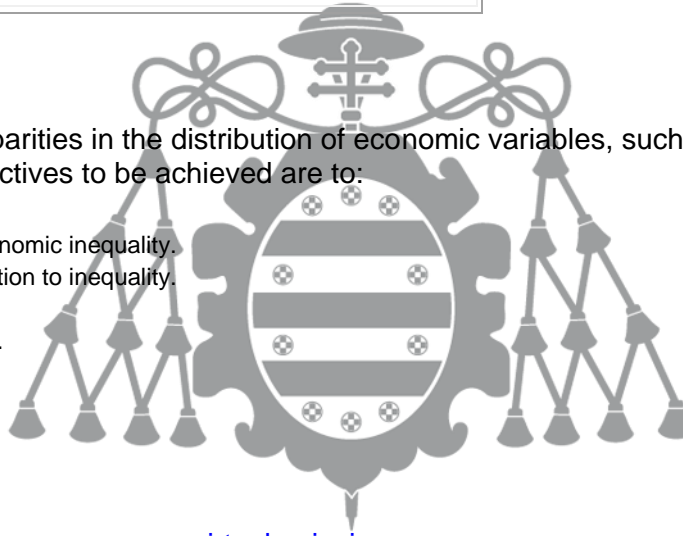 parities in the distribution of economic variables, such
ctives to be achieved are to:
nomic inequality.
tion to inequality.
.